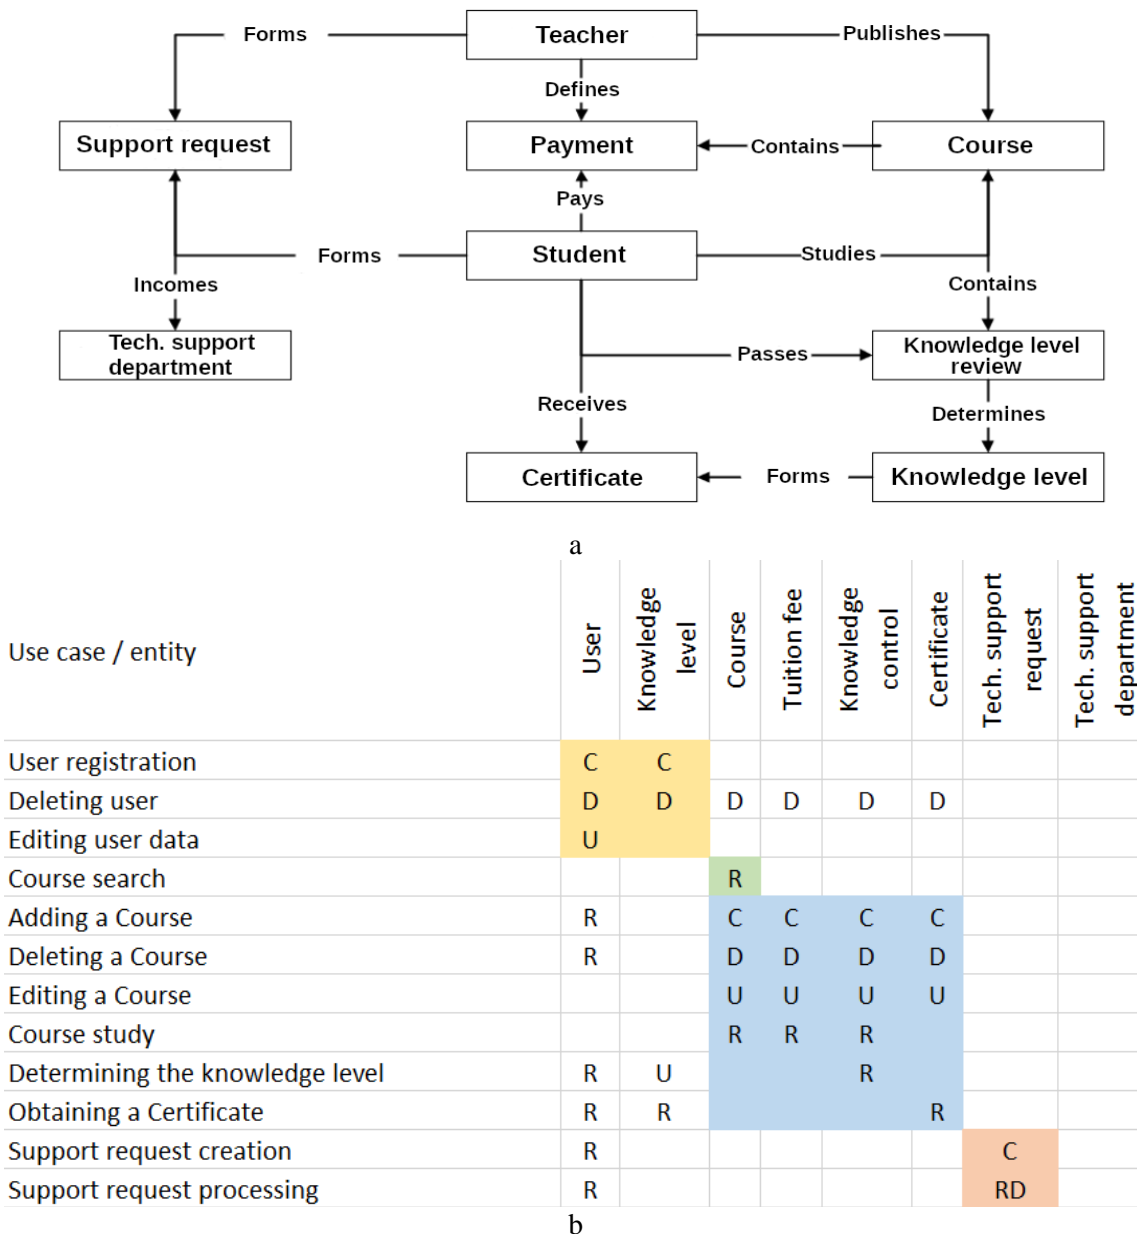 Forms
Teacher
Publishes
Defines
Support request
Payment
Contains
Course
Pays
Forms
Student
Studies
Incomes
Contains
Tech. support
department
Passes
Knowledge level
review
Receives
Determines
Certificate
Forms
Knowledge level
a
Use case / entity
User
Knowledge
level
Course
Tuition fee
Knowledge
control
Certificate
Tech. support
request
Tech. support
department
User registration C C
Deleting user D D D D D D
Editing user data U
Course search R
Adding a Course R C C C C
Deleting a Course R D D D D
Editing a Course U U U U
Course study R R R
Determining the knowledge level R U R
Obtaining a Certificate R R R
Support request creation R C
Support request processing R RD
b